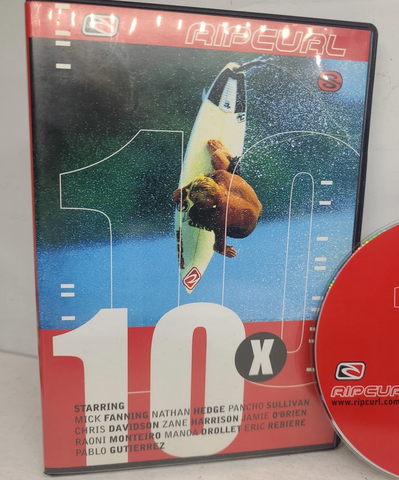 RIPCURL
10
10
X
STARRING
MICK FANNING NATHAN HEDGE PANCHO SULLIVAN
CHRIS DAVIDSON ZANE HARRISON JAMIE O'BRIEN
RAONI MONTEIRO MANOA DROLLET ERIC REBIERE
PABLO GUTIERREZ
RIPCURL
www.ripcurl.com